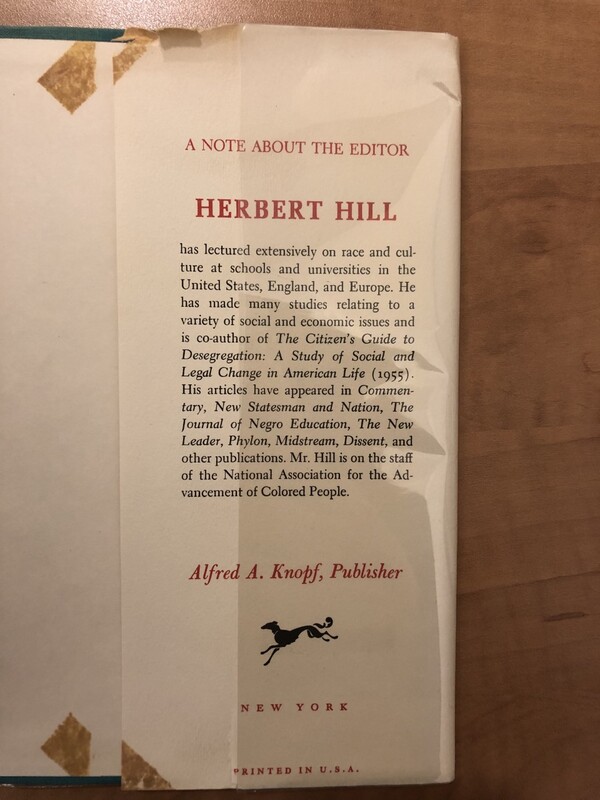 A NOTE ABOUT THE EDITOR
HERBERT HILL
has lectured extensively on race and cul-
ture at schools and universities in the
United States, England, and Europe. He
has made many studies relating to a
variety of social and economic issues and
is co-author of The Citizen's Guide to
Desegregation: A Study of Social and
Legal Change in American Life (1955).
His articles have appeared in Commen-
tary, New Statesman and Nation, The
Journal of Negro Education, The New
Leader, Phylon, Midstream, Dissent, and
other publications. Mr. Hill is on the staff
of the National Association for the Ad-
vancement of Colored People.
Alfred A. Knopf, Publisher
NEW YORK
PRINTED IN U.S.A.